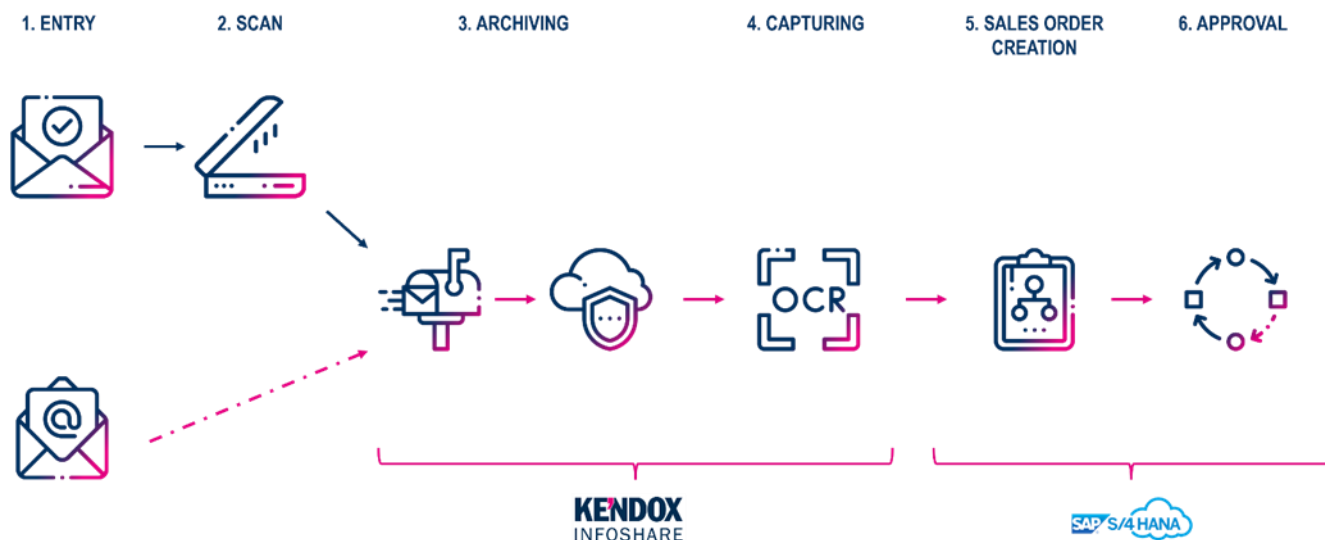 1. ENTRY
2. SCAN
3. ARCHIVING
4. CAPTURING
5. SALES ORDER
CREATION
6. APPROVAL
@
OCR
KENDOX
INFOSHARE
SAP S/4HANA